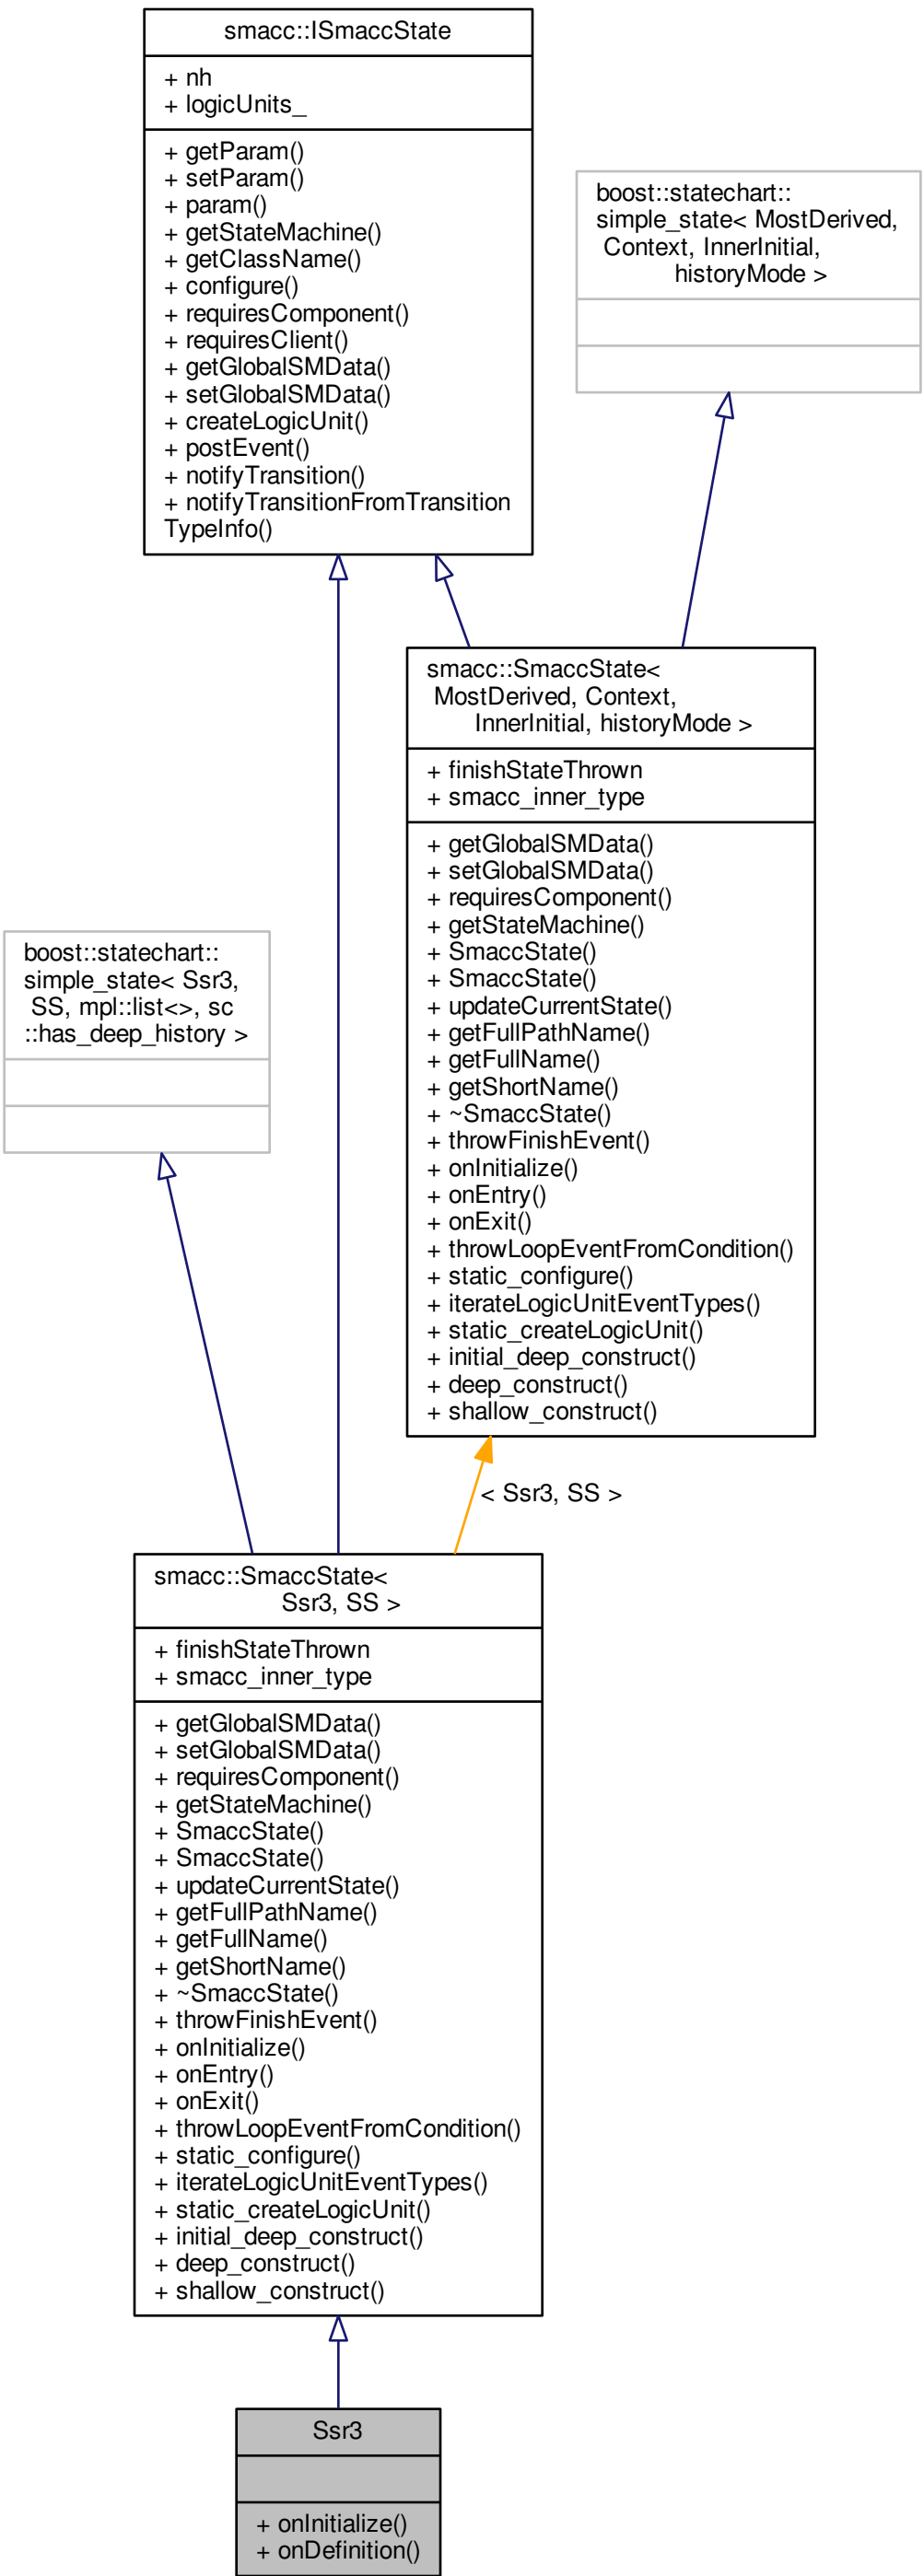 smacc::ISmaccState
+ nh
+ logicUnits_
+ getParam()
+ setParam()
+ param()
+ getStateMachine()
+ getClassName()
+ configure()
+ requiresComponent()
+ requiresClient()
+ getGlobalSMData()
+ setGlobalSMData()
+ createLogicUnit()
+ postEvent()
+ notifyTransition()
+ notifyTransitionFromTransition
TypeInfo()
boost::statechart::
simple_state< MostDerived,
Context, InnerInitial,
historyMode >
smacc::SmaccState<
MostDerived, Context,
InnerInitial, historyMode >
+ finishStateThrown
+ smacc_inner_type
+ getGlobalSMData()
+ setGlobalSMData()
+ requiresComponent()
+ getStateMachine()
+ SmaccState()
+ SmaccState()
+ updateCurrentState()
+ getFullPathName()
+ getFullName()
+ getShortName()
+ ~SmaccState()
+ throwFinishEvent()
+ onInitialize()
+ onEntry()
+ onExit()
+ throwLoopEventFromCondition()
+ static_configure()
+ iterateLogicUnitEventTypes()
+ static_createLogicUnit()
+ initial_deep_construct()
+ deep_construct()
+ shallow_construct()
boost::statechart::
simple_state< Ssr3,
SS, mpl::list<>, sc
::has_deep_history >
< Ssr3, SS >
smacc::SmaccState<
Ssr3, SS >
+ finishStateThrown
+ smacc_inner_type
+ getGlobalSMData()
+ setGlobalSMData()
+ requiresComponent()
+ getStateMachine()
+ SmaccState()
+ SmaccState()
+ updateCurrentState()
+ getFullPathName()
+ getFullName()
+ getShortName()
+ ~SmaccState()
+ throwFinishEvent()
+ onInitialize()
+ onEntry()
+ onExit()
+ throwLoopEventFromCondition()
+ static_configure()
+ iterateLogicUnitEventTypes()
+ static_createLogicUnit()
+ initial_deep_construct()
+ deep_construct()
+ shallow_construct()
Ssr3
+ onInitialize()
+ onDefinition()